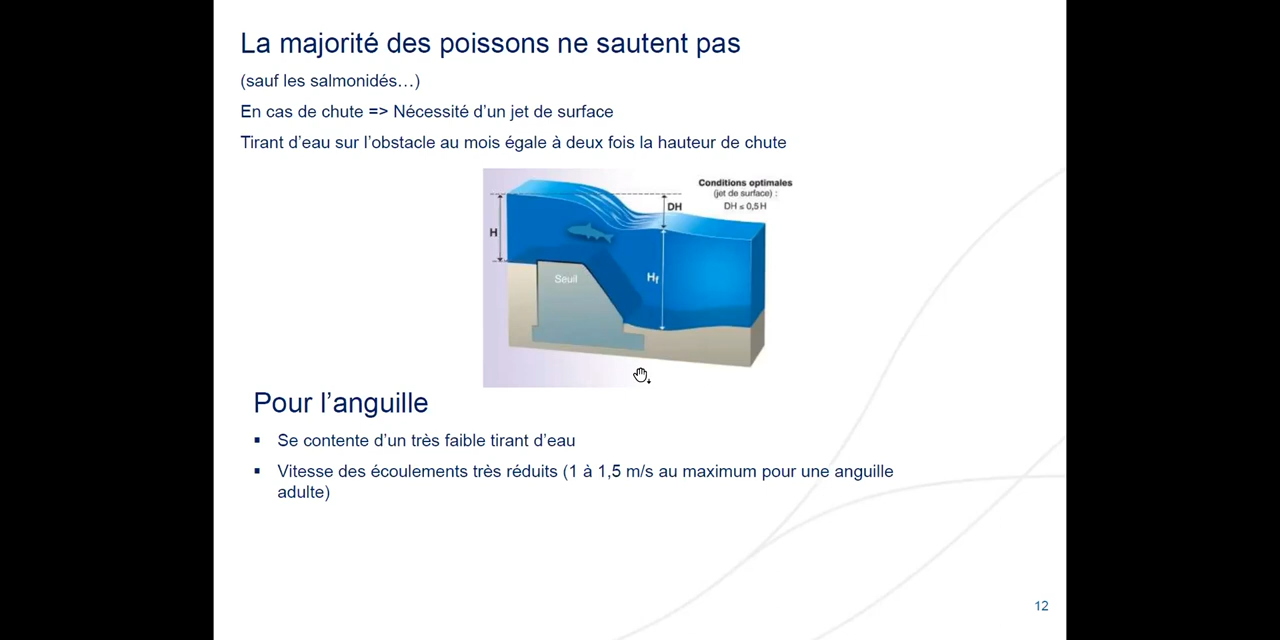 La majorité des poissons ne sautent pas
(sauf les salmonidés…)
En cas de chute => Nécessité d’un jet de surface
Tirant d’eau sur l’obstacle au mois égale à deux fois la hauteur de chute
Conditions optimales
(jet de surface) :
DH ≤ 0,5 H
DH
H
Seuil
Hf
Pour l’anguille
▪ Se contente d’un très faible tirant d’eau
▪ Vitesse des écoulements très réduits (1 à 1,5 m/s au maximum pour une anguille
adulte)
12